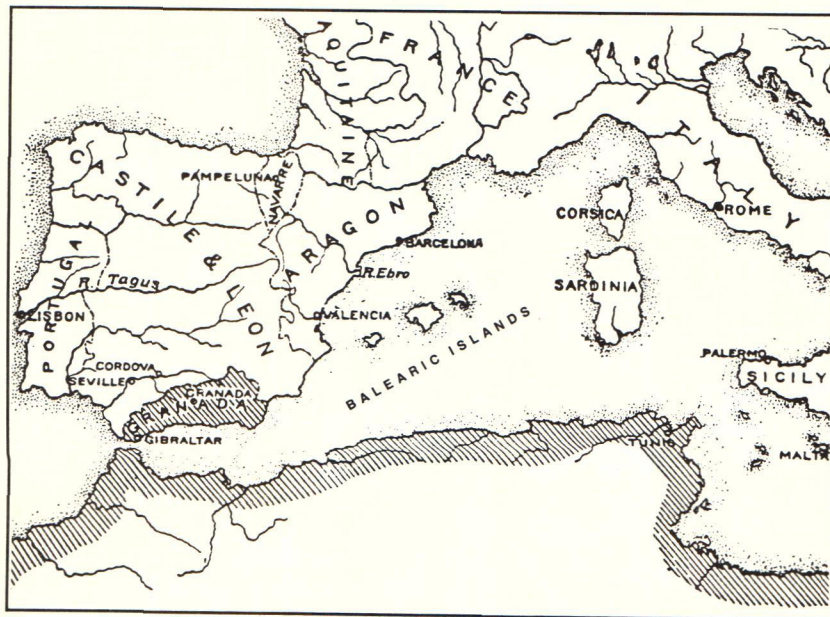 FRANCE
AQUITAINE
ITALY
CASTILE & LEON
PAMPELUNA
NAVARRE
ARAGON
CORSICA
ROME
BARCELONA
PORTUGAL
R. Tagus
R. Ebro
SARDINIA
LISBON
VALENCIA
BALEARIC ISLANDS
CORDOVA
SEVILLE
GRANADA
GRANADA
PALERMO
SICILY
GIBRALTAR
TUNIS
MALTA